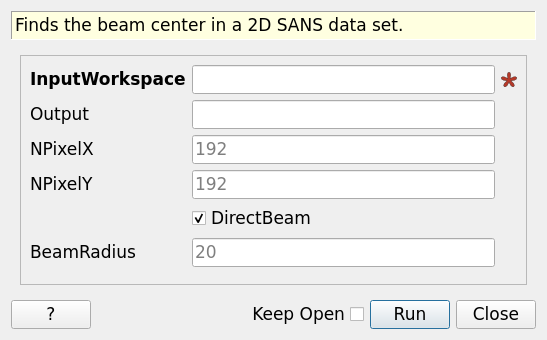 Finds the beam center in a 2D SANS data set.
InputWorkspace *
Output
NPixelX 192
NPixelY 192
DirectBeam
BeamRadius 20
? Keep Open Run Close